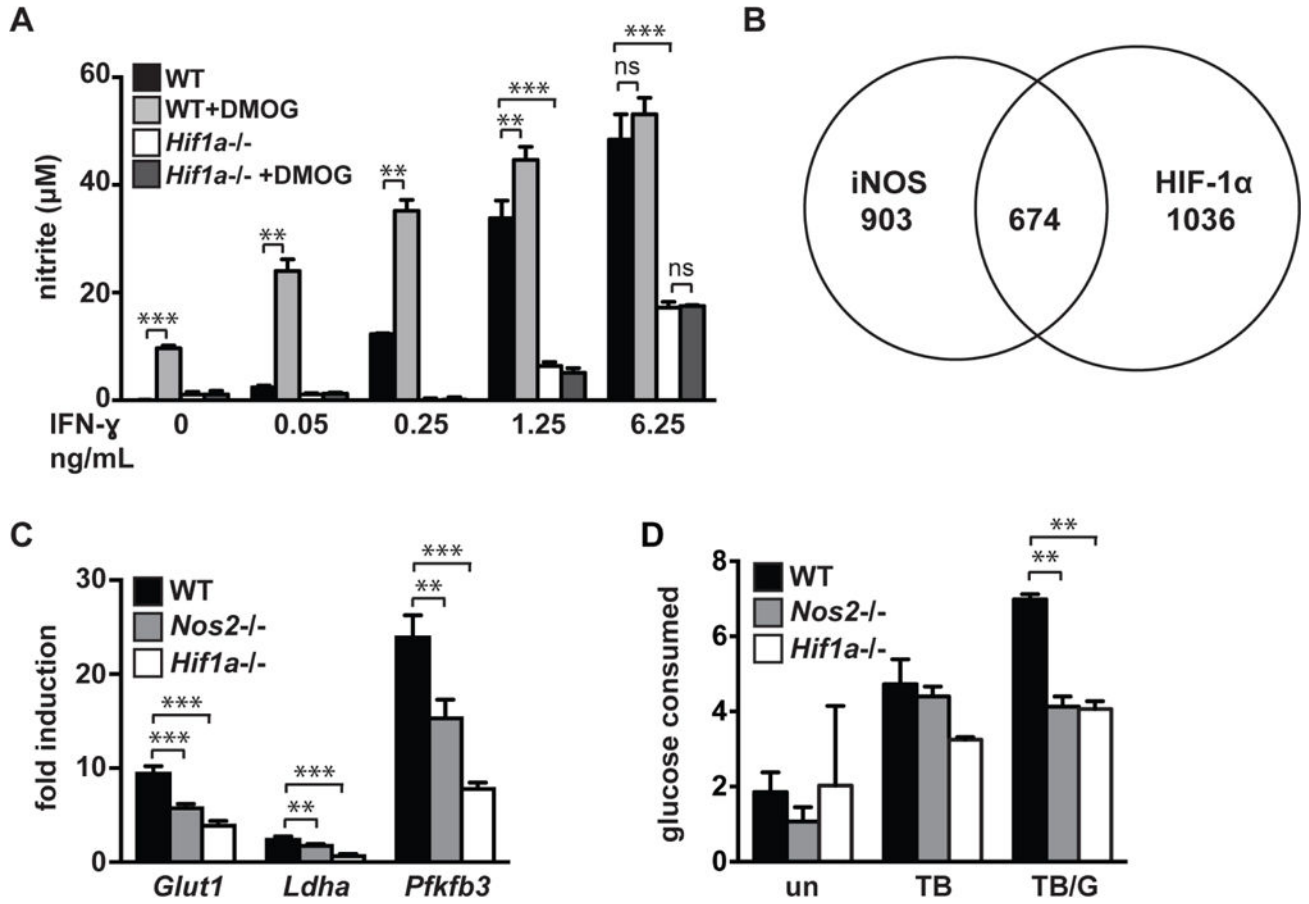 A
***
60
WT
WT+DMOG
Hif1a-/-
Hif1a-/- +DMOG
ns
***
**
**
**
***
ns
40
20
0
nitrite (µM)
IFN-ɣ 0 0.05 0.25 1.25 6.25
ng/mL
B
iNOS
903
674
HIF-1α
1036
C
30
WT
Nos2-/-
Hif1a-/-
***
**
***
***
***
**
20
10
0
fold induction
Glut1 Ldha Pfkfb3
D
8
WT
Nos2-/-
Hif1a-/-
**
**
6
4
2
0
glucose consumed
un TB TB/G